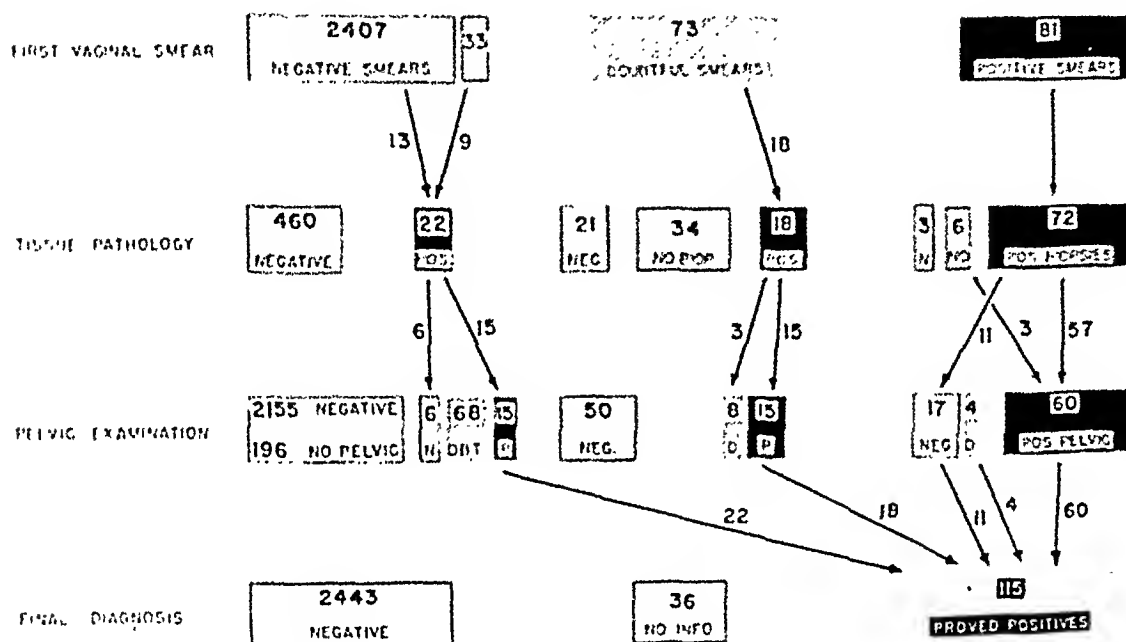 FIRST VAGINAL SMEAR
2407
NEGATIVE SMEARS
33
73
DOUBTFUL SMEARS
81
POSITIVE SMEARS
13
9
18
TISSUE PATHOLOGY
460
NEGATIVE
22
POS.
21
NEG.
34
NO BIOP.
18
POS.
3
N
6
NO
72
POS. BIOPSIES
6
15
3
15
11
3
57
PELVIC EXAMINATION
2155 NEGATIVE
196 NO PELVIC
6
N
68
DBT
15
P
50
NEG.
8
D
15
P
17
NEG
4
D
60
POS PELVIC
22
18
11
4
60
FINAL DIAGNOSIS
2443
NEGATIVE
36
NO INFO
115
PROVED POSITIVES